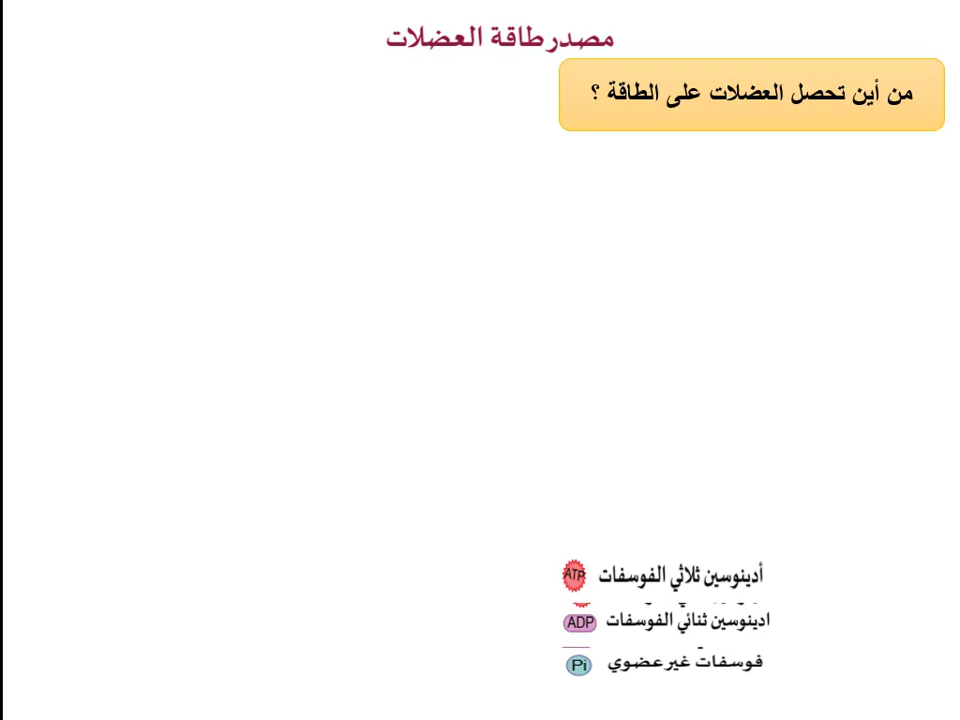 مصدر طاقة العضلات
من أين تحصل العضلات على الطاقة ؟
أدينوسين ثلاثي الفوسفات ATP
ادينوسين ثنائي الفوسفات ADP
فوسفات غير عضوي Pi